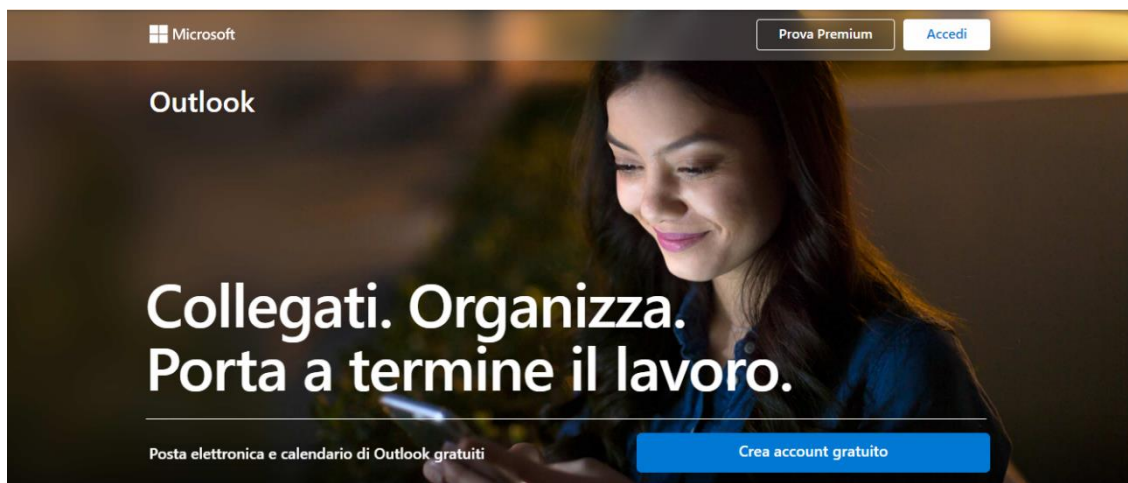 Microsoft
Prova Premium
Accedi
Outlook
Collegati. Organizza.
Porta a termine il lavoro.
Posta elettronica e calendario di Outlook gratuiti
Crea account gratuito